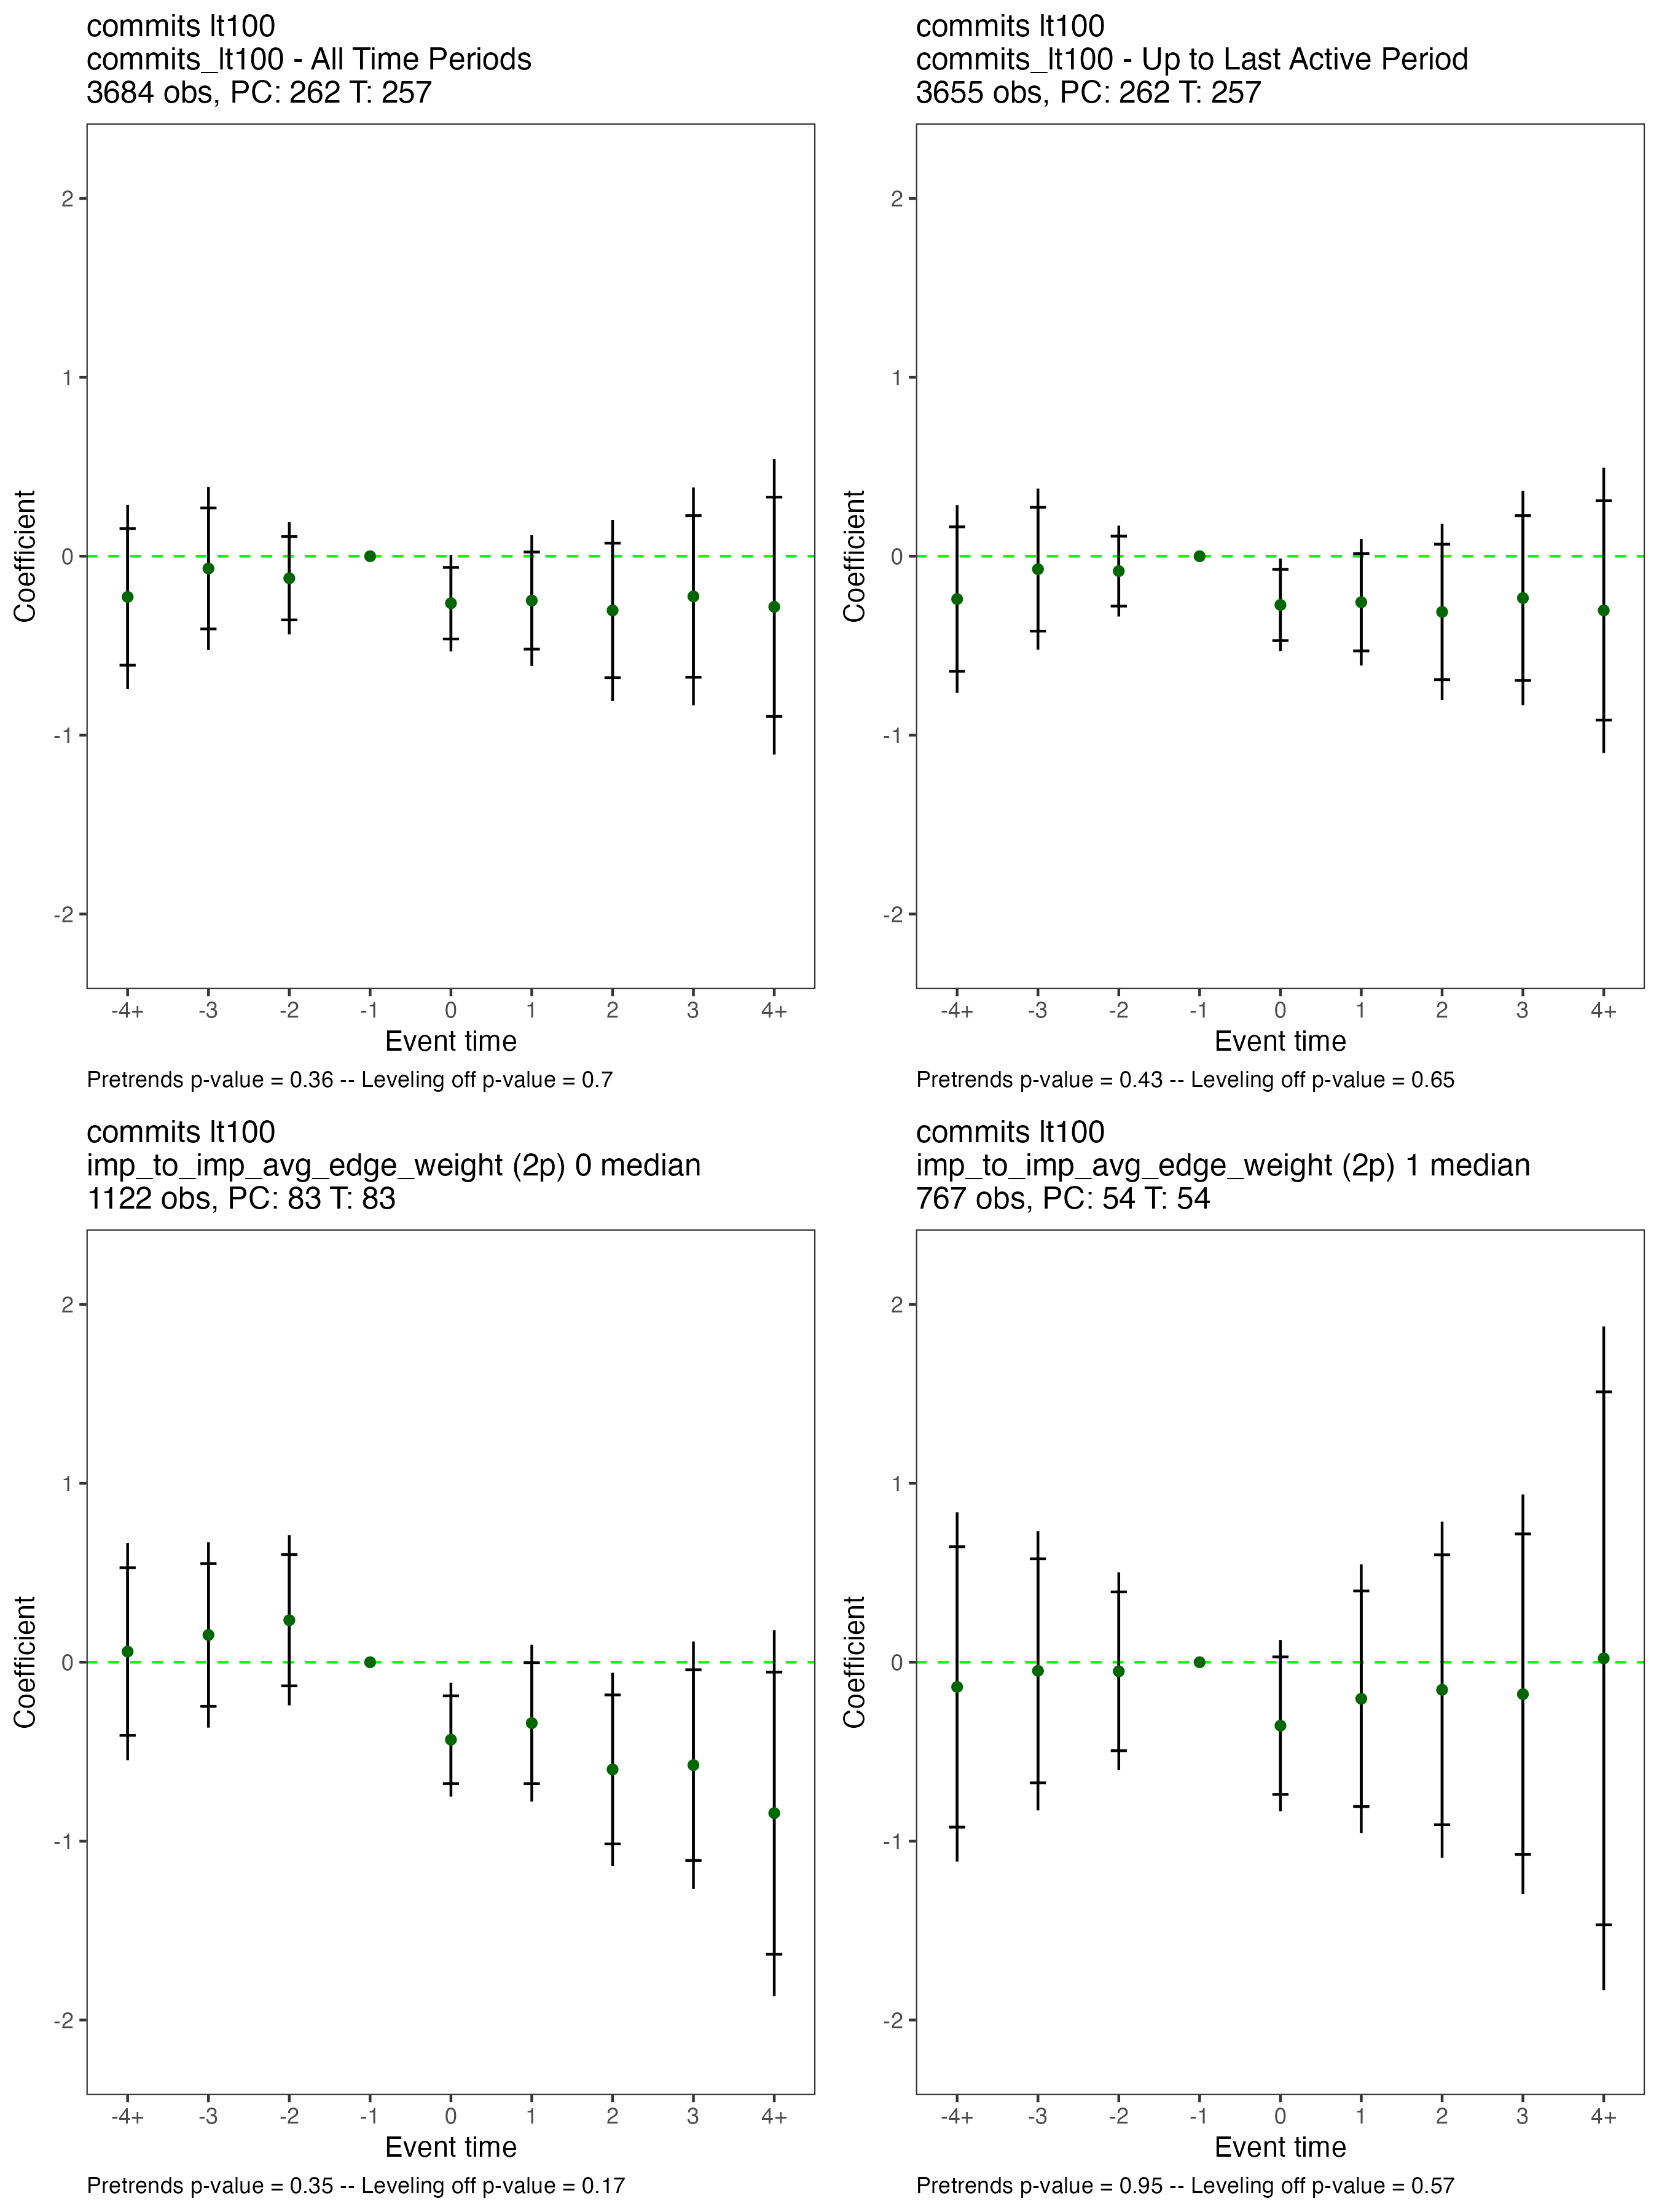 commits lt100
commits_lt100 - All Time Periods
3684 obs, PC: 262 T: 257
2
1
0
-1
-2
Coefficient
-4+ -3 -2 -1 0 1 2 3 4+
Event time
Pretrends p-value = 0.36 -- Leveling off p-value = 0.7
commits lt100
commits_lt100 - Up to Last Active Period
3655 obs, PC: 262 T: 257
2
1
0
-1
-2
Coefficient
-4+ -3 -2 -1 0 1 2 3 4+
Event time
Pretrends p-value = 0.43 -- Leveling off p-value = 0.65
commits lt100
imp_to_imp_avg_edge_weight (2p) 0 median
1122 obs, PC: 83 T: 83
2
1
0
-1
-2
Coefficient
-4+ -3 -2 -1 0 1 2 3 4+
Event time
Pretrends p-value = 0.35 -- Leveling off p-value = 0.17
commits lt100
imp_to_imp_avg_edge_weight (2p) 1 median
767 obs, PC: 54 T: 54
2
1
0
-1
-2
Coefficient
-4+ -3 -2 -1 0 1 2 3 4+
Event time
Pretrends p-value = 0.95 -- Leveling off p-value = 0.57